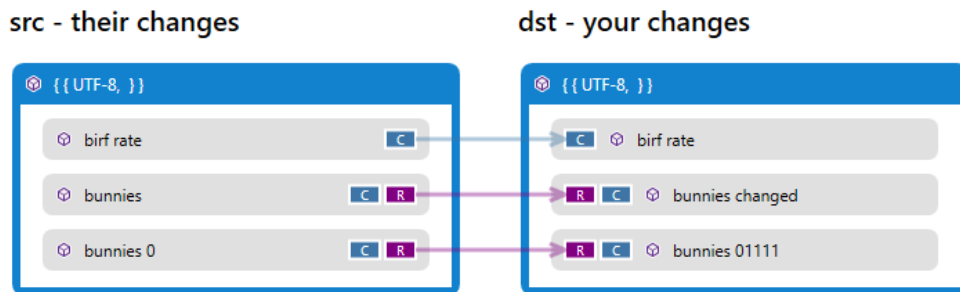 src - their changes
dst - your changes
{ { UTF-8, } }
{ { UTF-8, } }
birf rate C
C birf rate
bunnies C R
R C bunnies changed
bunnies 0 C R
R C bunnies 01111